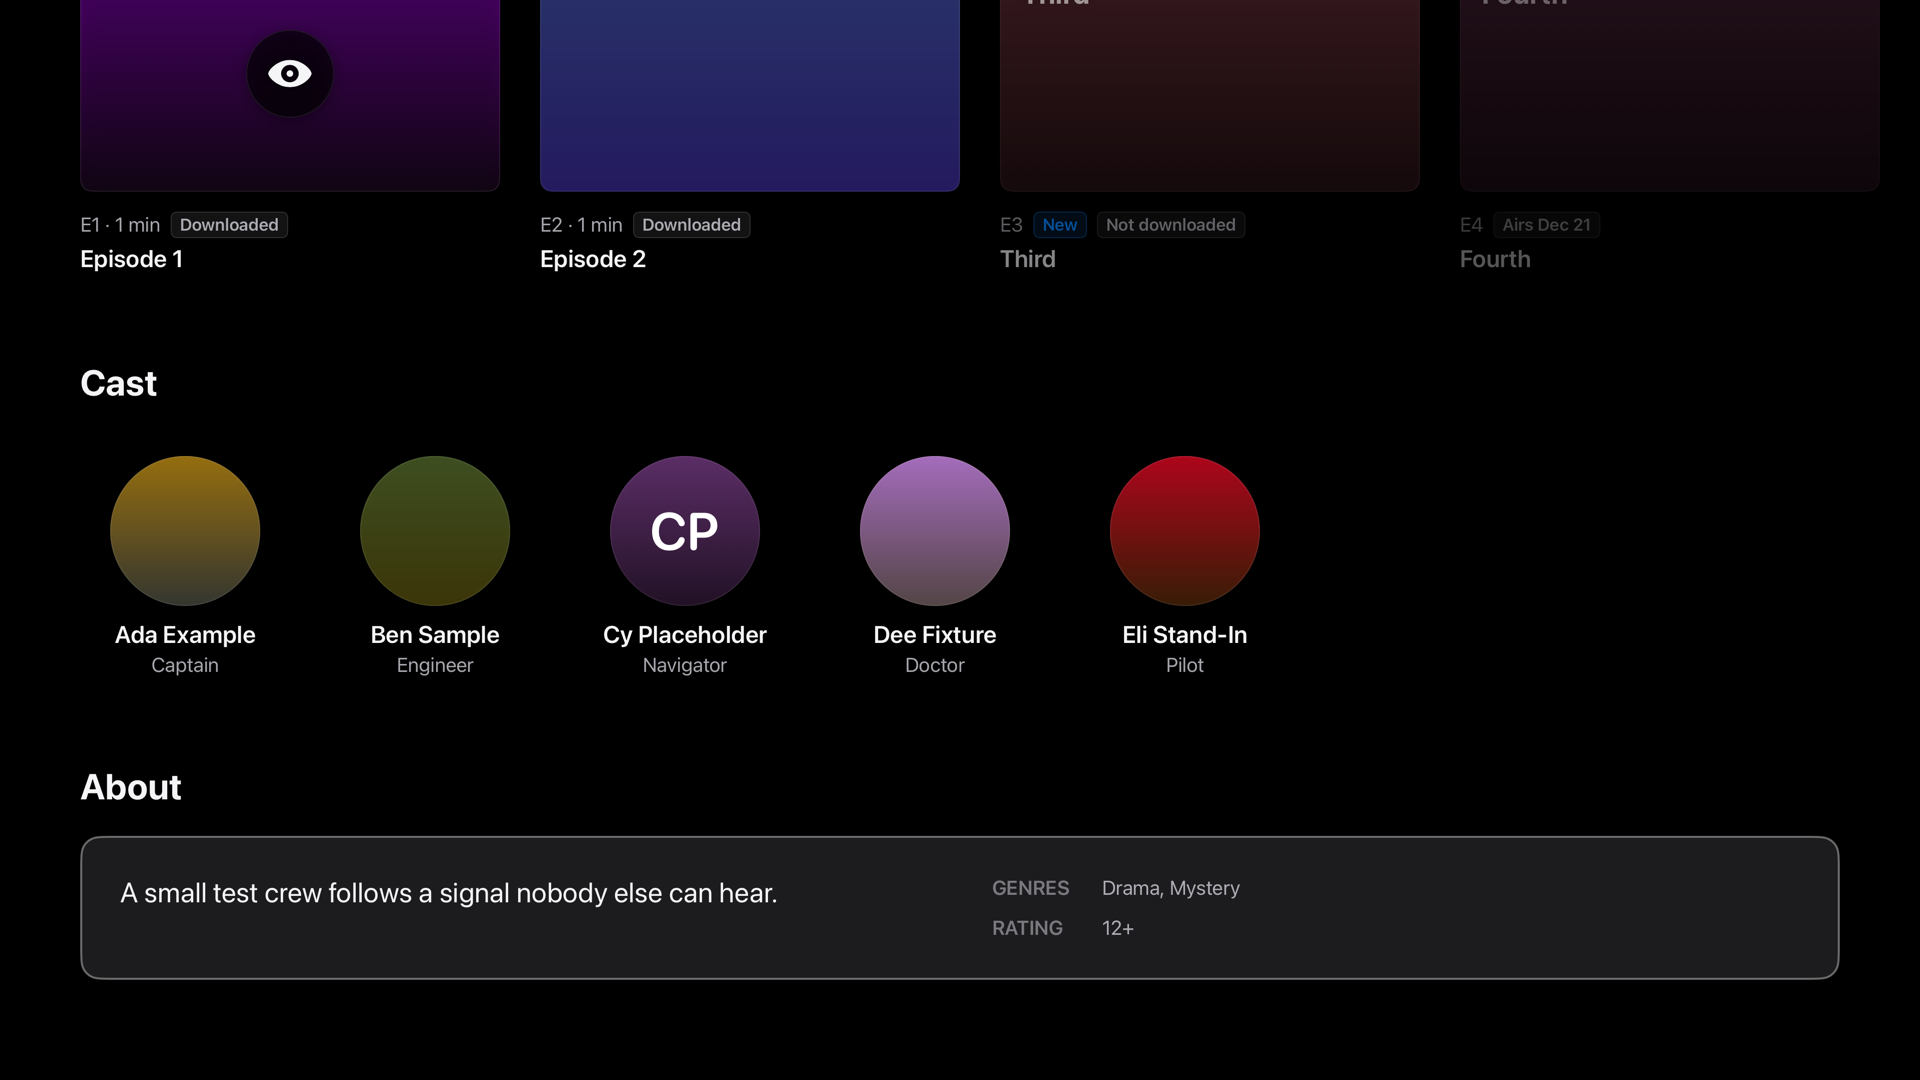 Third
Fourth
E1 · 1 min Downloaded
Episode 1
E2 · 1 min Downloaded
Episode 2
E3 New Not downloaded
Third
E4 Airs Dec 21
Fourth
Cast
CP
Ada Example
Captain
Ben Sample
Engineer
Cy Placeholder
Navigator
Dee Fixture
Doctor
Eli Stand-In
Pilot
About
A small test crew follows a signal nobody else can hear.
GENRES Drama, Mystery
RATING 12+